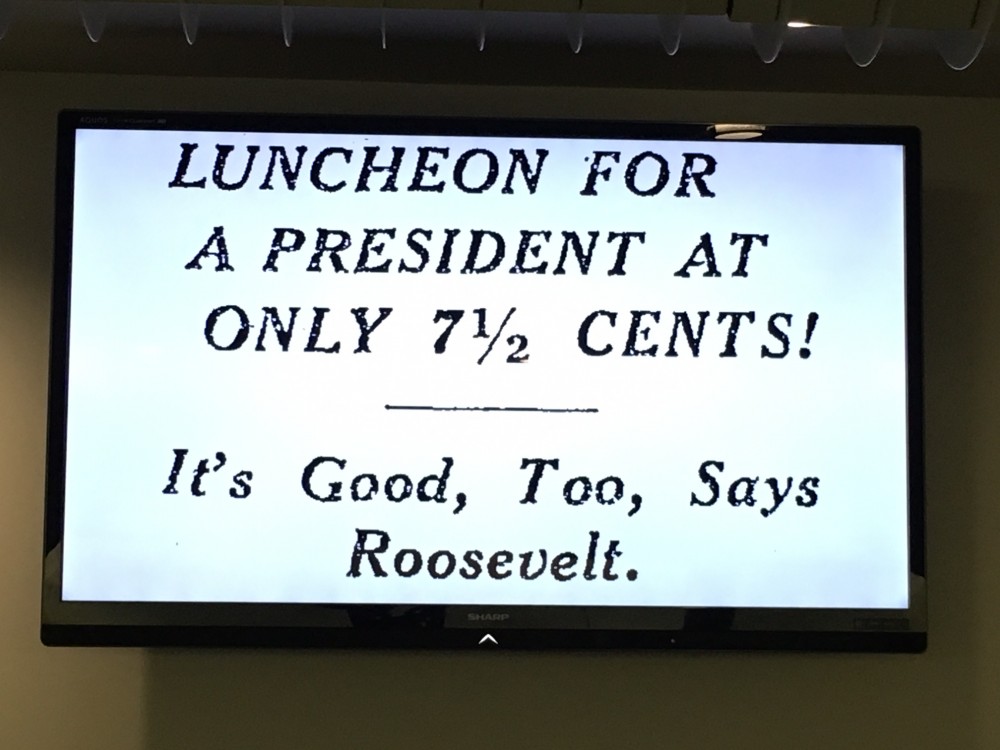 LUNCHEON FOR
A PRESIDENT AT
ONLY 7½ CENTS!
It's Good, Too, Says
Roosevelt.
SHARP